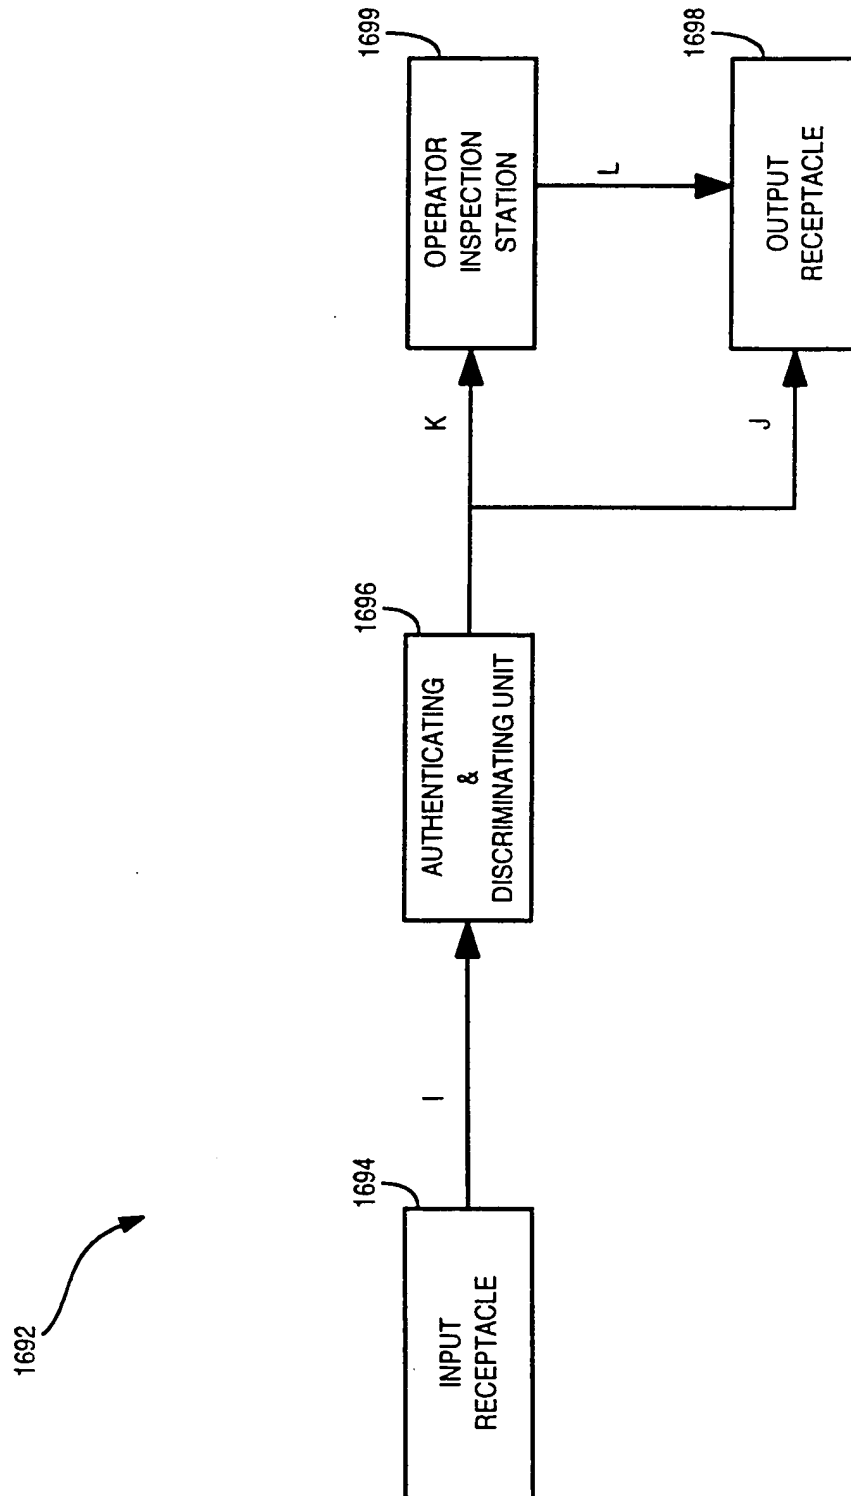 1692
1694
INPUT
RECEPTACLE
I
1696
AUTHENTICATING
&
DISCRIMINATING UNIT
K
J
1699
OPERATOR
INSPECTION
STATION
L
1698
OUTPUT
RECEPTACLE